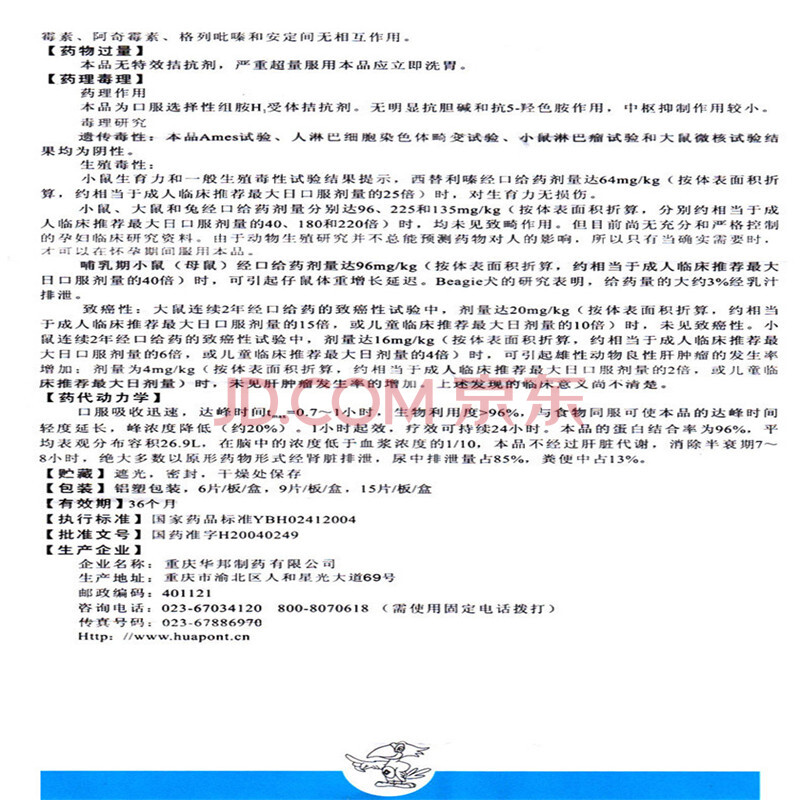 霉素、阿奇霉素、格列吡嗪和安定间无相互作用。
【药物过量】
本品无特效拮抗剂，严重超量服用本品应立即洗胃。
【药理毒理】
药理作用
本品为口服选择性组胺H₁受体拮抗剂。无明显抗胆碱和抗5-羟色胺作用，中枢抑制作用较小。
毒理研究
遗传毒性：本品Ames试验、人淋巴细胞染色体畸变试验、小鼠淋巴瘤试验和大鼠微核试验结
果均为阴性。
生殖毒性：
小鼠生育力和一般生殖毒性试验结果提示，西替利嗪经口给药剂量达64mg/kg（按体表面积折
算，约相当于成人临床推荐最大日口服剂量的25倍）时，对生育力无损伤。
小鼠、大鼠和兔经口给药剂量分别达96、225和135mg/kg（按体表面积折算，分别约相当于成
人临床推荐最大日口服剂量的40、180和220倍）时，均未见致畸作用。但目前尚无充分和严格控制
的孕妇临床研究资料。由于动物生殖研究并不总能预测药物对人的影响，所以只有当确实需要时，
才可以在怀孕期间服用本品。
哺乳期小鼠（母鼠）经口给药剂量达96mg/kg（按体表面积折算，约相当于成人临床推荐最大
日口服剂量的40倍）时，可引起仔鼠体重增长延迟。Beagie犬的研究表明，给药量的大约3%经乳汁
排泄。
致癌性：大鼠连续2年经口给药的致癌性试验中，剂量达20mg/kg（按体表面积折算，约相当
于成人临床推荐最大日口服剂量的15倍，或儿童临床推荐最大日剂量的10倍）时，未见致癌性。小
鼠连续2年经口给药的致癌性试验中，剂量达16mg/kg（按体表面积折算，约相当于成人临床推荐最
大日口服剂量的6倍，或儿童临床推荐最大日剂量的4倍）时，可引起雄性动物良性肝肿瘤的发生率
增加；剂量为4mg/kg（按体表面积折算，约相当于成人临床推荐最大日口服剂量的2倍，或儿童临
床推荐最大日剂量）时，未见肝肿瘤发生率的增加。上述发现的临床意义尚不清楚。
【药代动力学】
口服吸收迅速，达峰时间tmax=0.7～1小时，生物利用度>96%，与食物同服可使本品的达峰时间
轻度延长，峰浓度降低（约20%）。1小时起效，疗效可持续24小时。本品的蛋白结合率为96%，平
均表观分布容积26.9L，在脑中的浓度低于血浆浓度的1/10，本品不经过肝脏代谢，消除半衰期7～
8小时，绝大多数以原形药物形式经肾脏排泄，尿中排泄量占85%，粪便中占13%。
【贮藏】遮光，密封，干燥处保存
【包装】铝塑包装，6片/板/盒，9片/板/盒，15片/板/盒
【有效期】36个月
【执行标准】国家药品标准YBH02412004
【批准文号】国药准字H20040249
【生产企业】
企业名称：重庆华邦制药有限公司
生产地址：重庆市渝北区人和星光大道69号
邮政编码：401121
咨询电话：023-67034120 800-8070618（需使用固定电话拨打）
传真号码：023-67886970
Http：//www.huapont.cn
JD.COM 京东